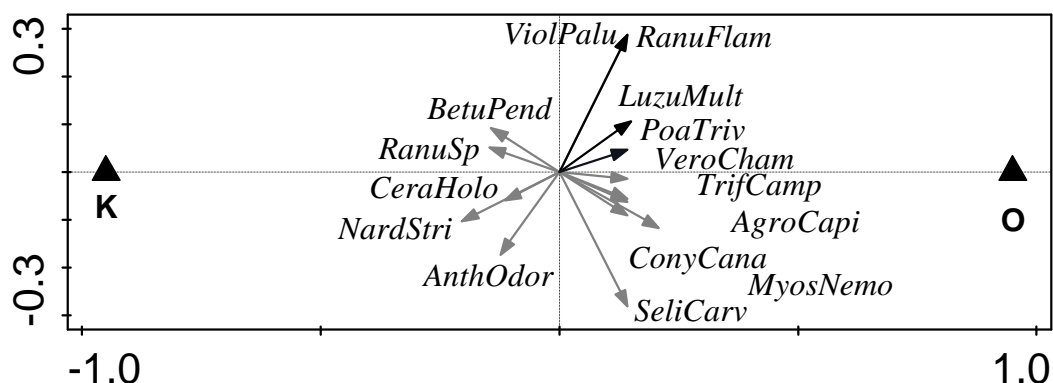 0.3
ViolPalu RanuFlam
LuzuMult
BetuPend
PoaTriv
RanuSp
VeroCham
CeraHolo
TrifCamp
K
O
NardStri
AgroCapi
ConyCana
AnthOdor
MyosNemo
SeliCarv
-0.3
-1.0
1.0